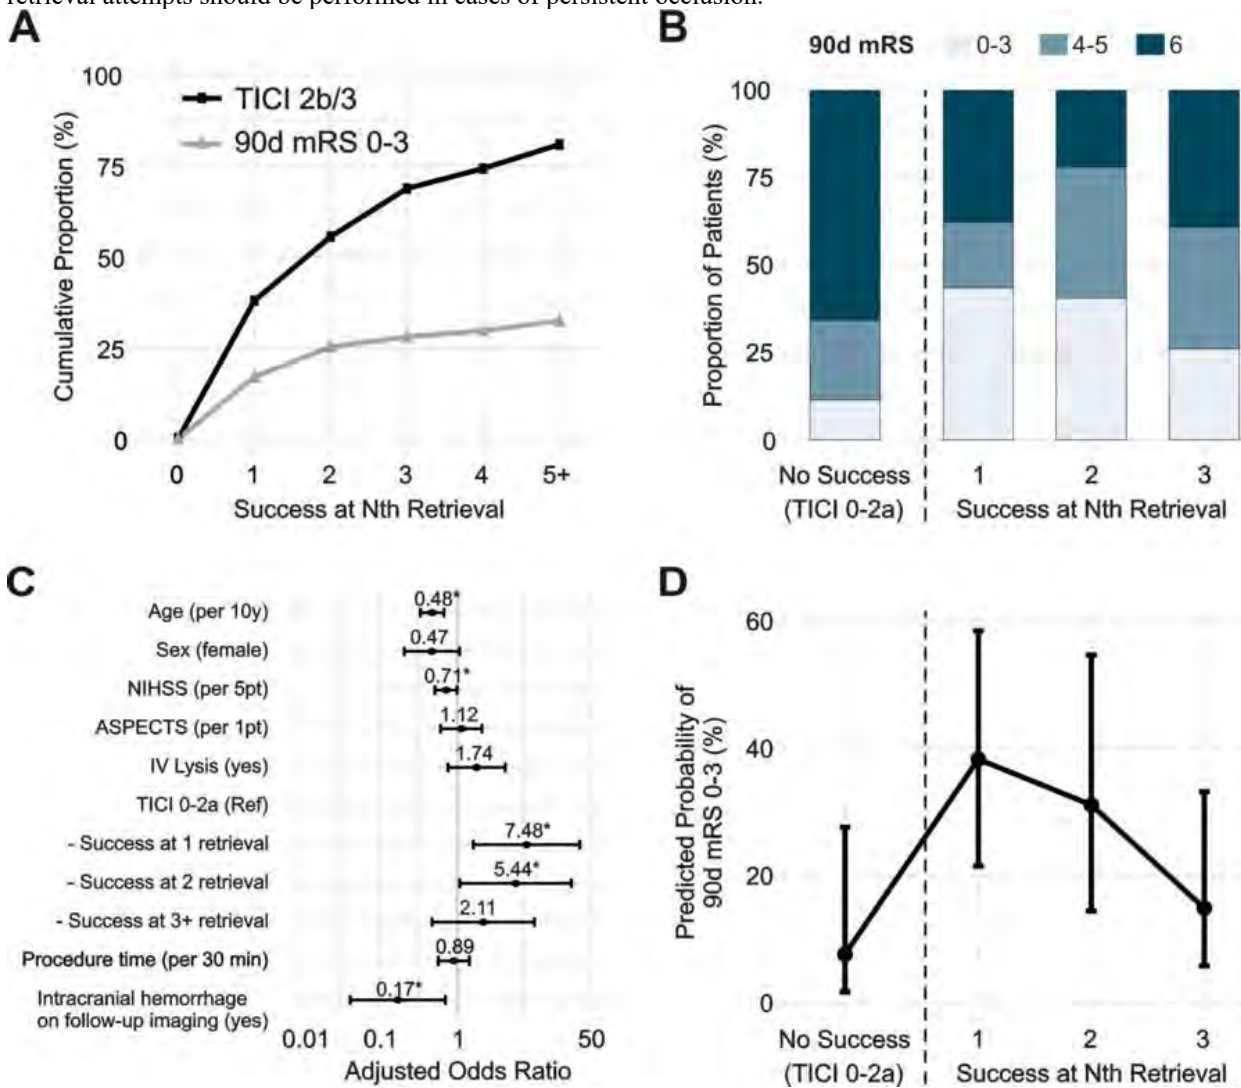 retrieval attempts should be performed in cases of persistent occlusion.
A
100
75
50
25
0
Cumulative Proportion (%)
TICI 2b/3
90d mRS 0-3
0 1 2 3 4 5+
Success at Nth Retrieval
B
90d mRS 0-3 4-5 6
100
75
50
25
0
Proportion of Patients (%)
No Success 1 2 3
(TICI 0-2a) Success at Nth Retrieval
C
Age (per 10y) 0.48*
Sex (female) 0.47
NIHSS (per 5pt) 0.71*
ASPECTS (per 1pt) 1.12
IV Lysis (yes) 1.74
TICI 0-2a (Ref)
- Success at 1 retrieval 7.48*
- Success at 2 retrieval 5.44*
- Success at 3+ retrieval 2.11
Procedure time (per 30 min) 0.89
Intracranial hemorrhage 0.17*
on follow-up imaging (yes)
0.01 0.1 1 50
Adjusted Odds Ratio
D
60
40
20
0
Predicted Probability of
90d mRS 0-3 (%)
No Success 1 2 3
(TICI 0-2a) Success at Nth Retrieval